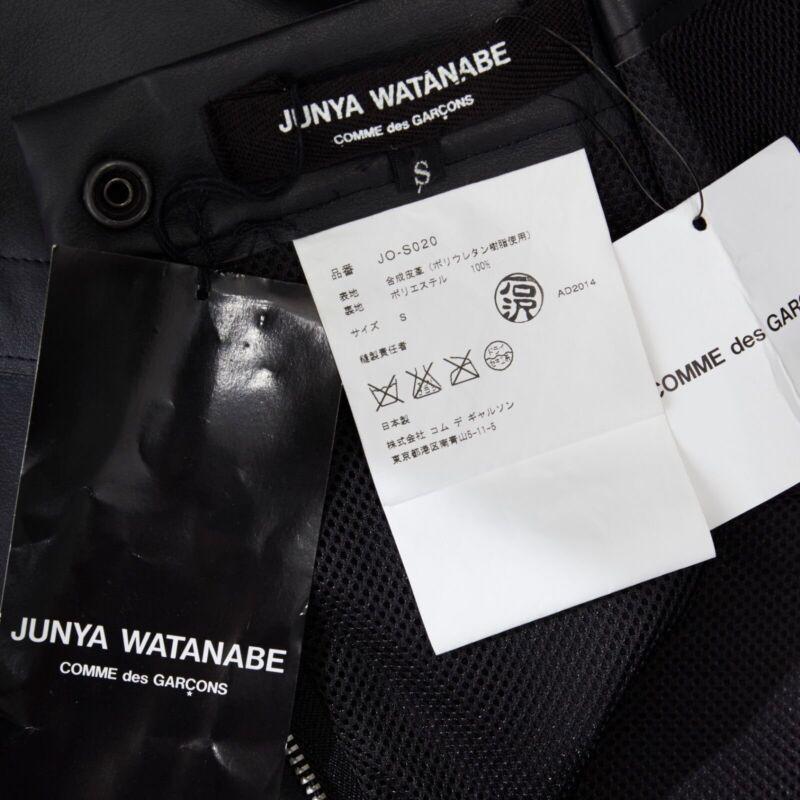 JUNYA WATANABE
COMME des GARÇONS
S
品番 JO-S020
表地 合成皮革(ポリウレタン樹脂使用)
裏地 ポリエステル 100%
サイズ S
AD2014
縫製責任者
日本製
株式会社 コム デ ギャルソン
東京都港区南青山5-11-5
COMME des GAR
JUNYA WATANABE
COMME des GARÇONS